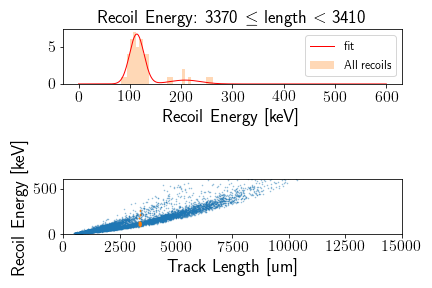 Recoil Energy: 3370 ≤ length < 3410
5
0
fit
All recoils
0 100 200 300 400 500 600
Recoil Energy [keV]
Recoil Energy [keV]
500
0
0 2500 5000 7500 10000 12500 15000
Track Length [um]